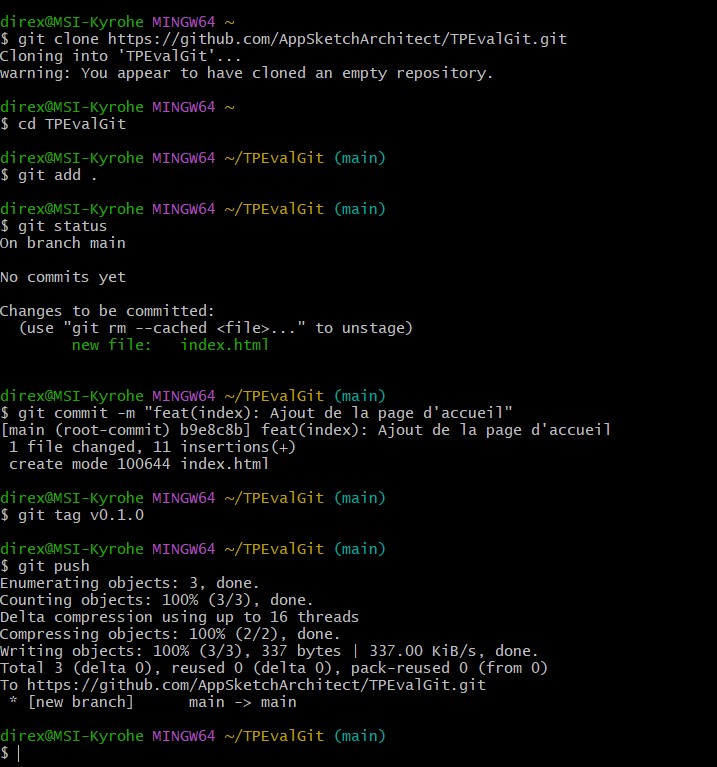 direx@MSI-Kyrohe MINGW64 ~
$ git clone https://github.com/AppSketchArchitect/TPEvalGit.git
Cloning into 'TPEvalGit'...
warning: You appear to have cloned an empty repository.
direx@MSI-Kyrohe MINGW64 ~
$ cd TPEvalGit
direx@MSI-Kyrohe MINGW64 ~/TPEvalGit (main)
$ git add .
direx@MSI-Kyrohe MINGW64 ~/TPEvalGit (main)
$ git status
On branch main
No commits yet
Changes to be committed:
  (use "git rm --cached <file>..." to unstage)
        new file:   index.html
direx@MSI-Kyrohe MINGW64 ~/TPEvalGit (main)
$ git commit -m "feat(index): Ajout de la page d'accueil"
[main (root-commit) b9e8c8b] feat(index): Ajout de la page d'accueil
 1 file changed, 11 insertions(+)
 create mode 100644 index.html
direx@MSI-Kyrohe MINGW64 ~/TPEvalGit (main)
$ git tag v0.1.0
direx@MSI-Kyrohe MINGW64 ~/TPEvalGit (main)
$ git push
Enumerating objects: 3, done.
Counting objects: 100% (3/3), done.
Delta compression using up to 16 threads
Compressing objects: 100% (2/2), done.
Writing objects: 100% (3/3), 337 bytes | 337.00 KiB/s, done.
Total 3 (delta 0), reused 0 (delta 0), pack-reused 0 (from 0)
To https://github.com/AppSketchArchitect/TPEvalGit.git
 * [new branch]      main -> main
direx@MSI-Kyrohe MINGW64 ~/TPEvalGit (main)
$